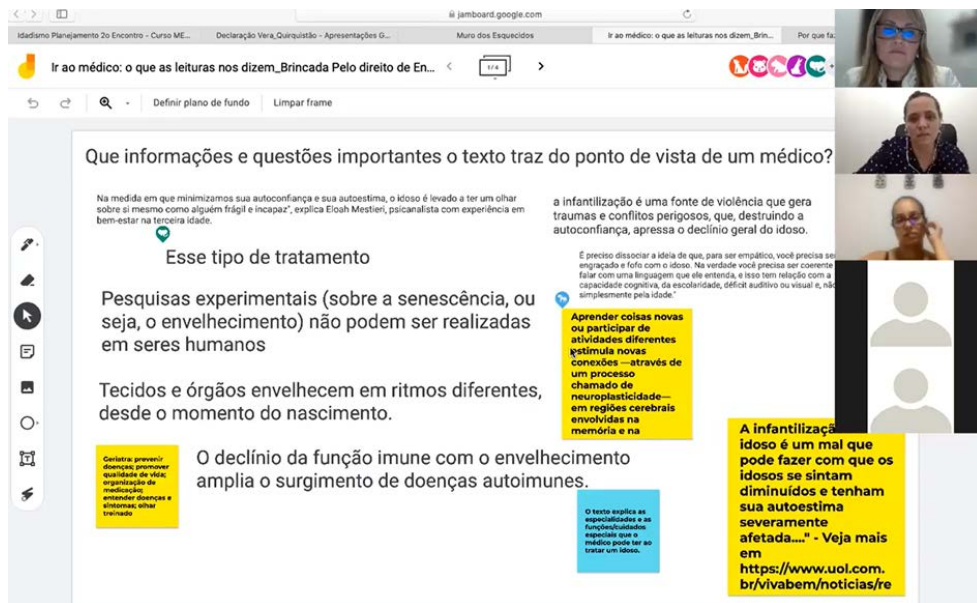 jamboard.google.com
Idadismo Planejamento 2o Encontro - Curso ME...
Declaração Vera_Quirquistão - Apresentações G...
Muro dos Esquecidos
Ir ao médico: o que as leituras nos dizem_Brin...
Por que fa
Ir ao médico: o que as leituras nos dizem_Brincada Pelo direito de En...
1/4
Definir plano de fundo
Limpar frame
Que informações e questões importantes o texto traz do ponto de vista de um médico?
Na medida em que minimizamos sua autoconfiança e sua autoestima, o idoso é levado a ter um olhar
sobre si mesmo como alguém frágil e incapaz", explica Eloah Mestieri, psicanalista com experiência em
bem-estar na terceira idade.
a infantilização é uma fonte de violência que gera
traumas e conflitos perigosos, que, destruindo a
autoconfiança, apressa o declínio geral do idoso.
Esse tipo de tratamento
É preciso dissociar a ideia de que, para ser empático, você precisa ser
engraçado e fofo com o idoso. Na verdade você precisa ser coerente
falar com uma linguagem que ele entenda, e isso tem relação com a
capacidade cognitiva, da escolaridade, déficit auditivo ou visual e, não
simplesmente pela idade."
Pesquisas experimentais (sobre a senescência, ou
seja, o envelhecimento) não podem ser realizadas
em seres humanos
Aprender coisas novas
ou participar de
atividades diferentes
estimula novas
conexões —através de
um processo
chamado de
neuroplasticidade—
em regiões cerebrais
envolvidas na
memória e na
Tecidos e órgãos envelhecem em ritmos diferentes,
desde o momento do nascimento.
Geriatra: prevenir
doenças; promover
qualidade de vida;
organização de
medicação;
entender doenças e
sintomas; olhar
treinado
O declínio da função imune com o envelhecimento
amplia o surgimento de doenças autoimunes.
O texto explica as
especialidades e as
funções/cuidados
especiais que o
médico pode ter ao
tratar um idoso.
A infantilizaçã
idoso é um mal que
pode fazer com que os
idosos se sintam
diminuídos e tenham
sua autoestima
severamente
afetada...." - Veja mais
em
https://www.uol.com.
br/vivabem/noticias/re